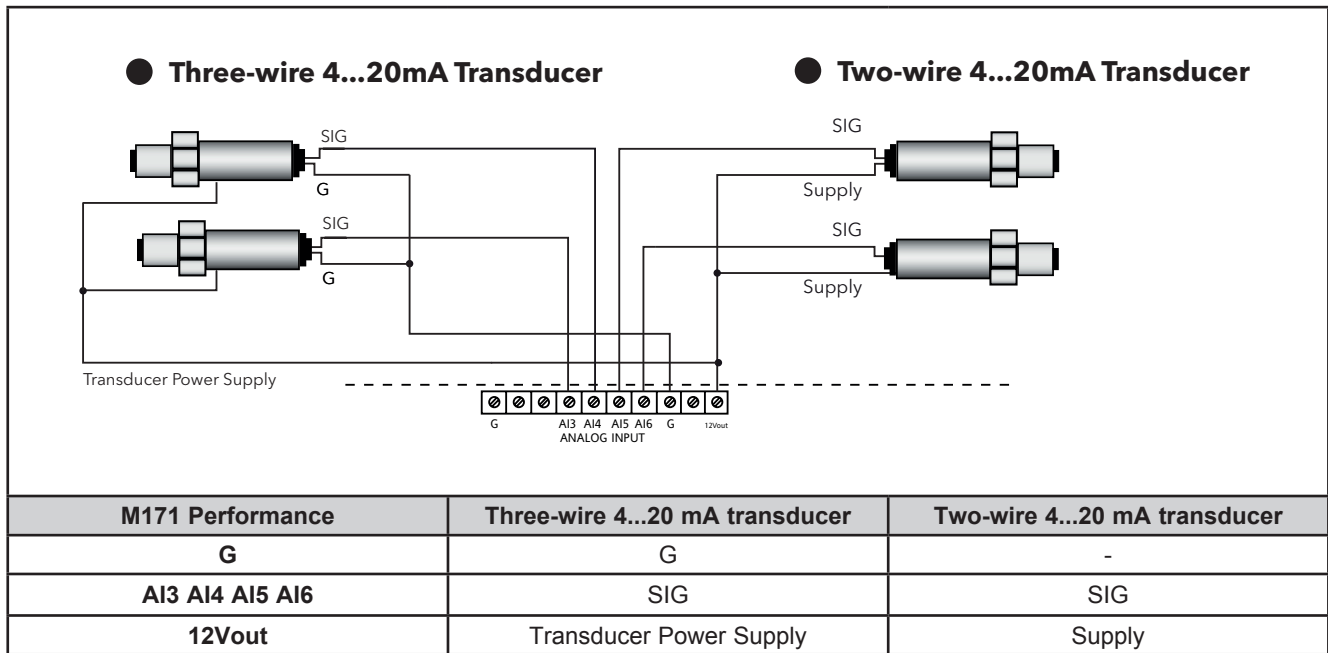 Three-wire 4...20mA Transducer
Two-wire 4...20mA Transducer
SIG
G
SIG
G
SIG
Supply
SIG
Supply
Transducer Power Supply
G AI3 AI4 AI5 AI6 G 12Vout
ANALOG INPUT
M171 Performance Three-wire 4...20 mA transducer Two-wire 4...20 mA transducer
G G -
AI3 AI4 AI5 AI6 SIG SIG
12Vout Transducer Power Supply Supply